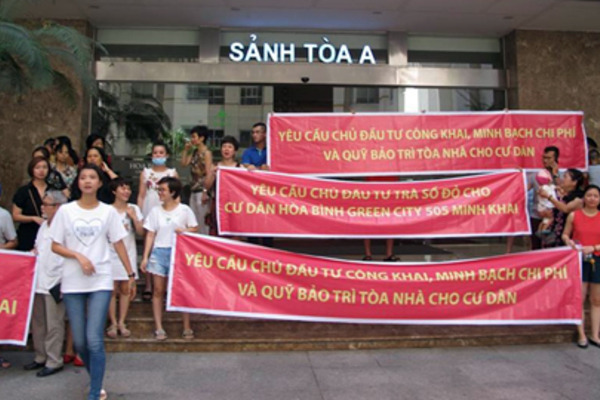 SẢNH TÒA A
YÊU CẦU CHỦ ĐẦU TƯ CÔNG KHAI, MINH BẠCH CHI PHÍ
VÀ QUỸ BẢO TRÌ TÒA NHÀ CHO CƯ DÂN
YÊU CẦU CHỦ ĐẦU TƯ TRẢ SỔ ĐỎ CHO
CƯ DÂN HÒA BÌNH GREEN CITY 505 MINH KHAI
YÊU CẦU CHỦ ĐẦU TƯ CÔNG KHAI, MINH BẠCH CHI PHÍ
VÀ QUỸ BẢO TRÌ TÒA NHÀ CHO CƯ DÂN
AI